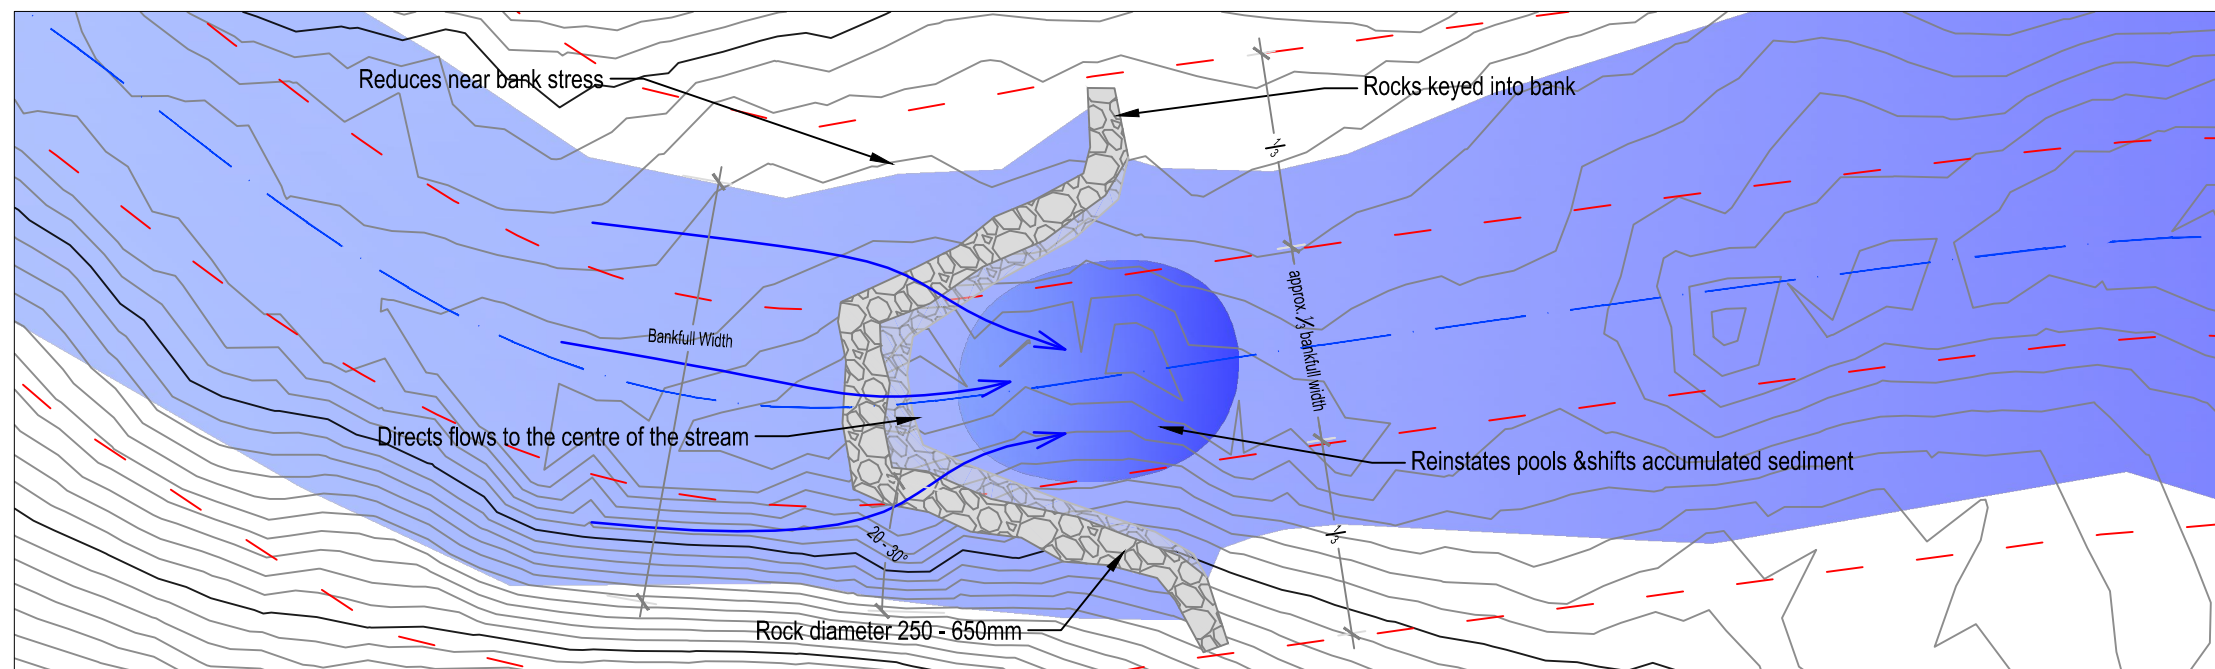 Reduces near bank stress
Rocks keyed into bank
⅓
Bankfull Width
approx. ⅓ bankfull width
Directs flows to the centre of the stream
Reinstates pools &shifts accumulated sediment
20 - 30°
⅓
Rock diameter 250 - 650mm